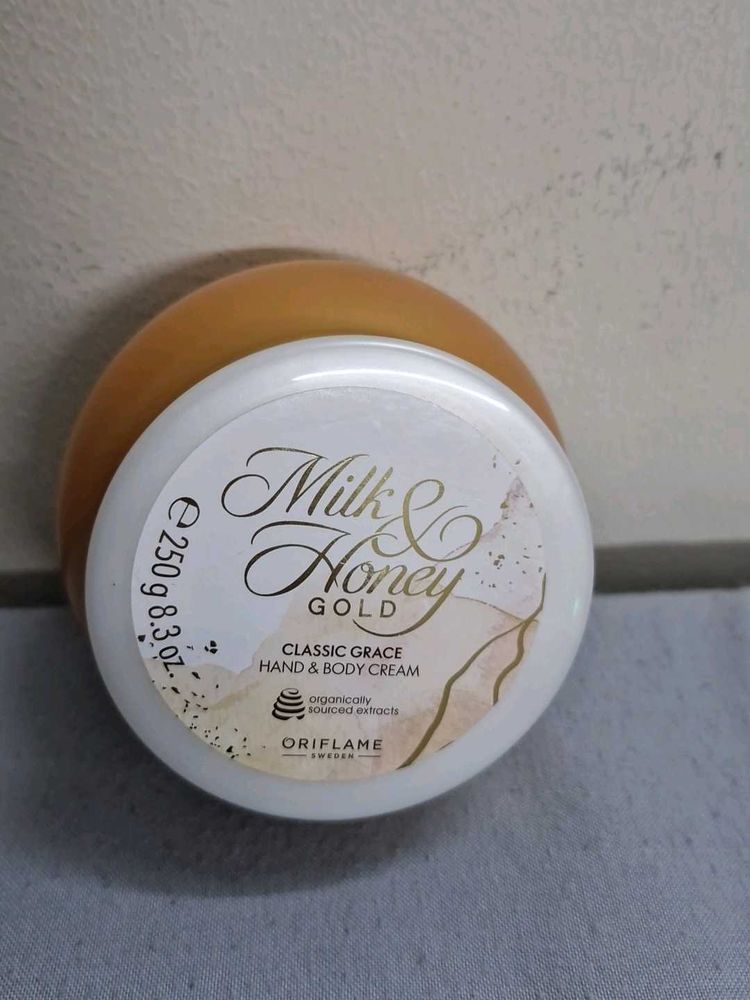 Milk &
Honey
GOLD
CLASSIC GRACE
HAND & BODY CREAM
organically
sourced extracts
ORIFLAME
SWEDEN
℮ 250 g 8.3 oz.